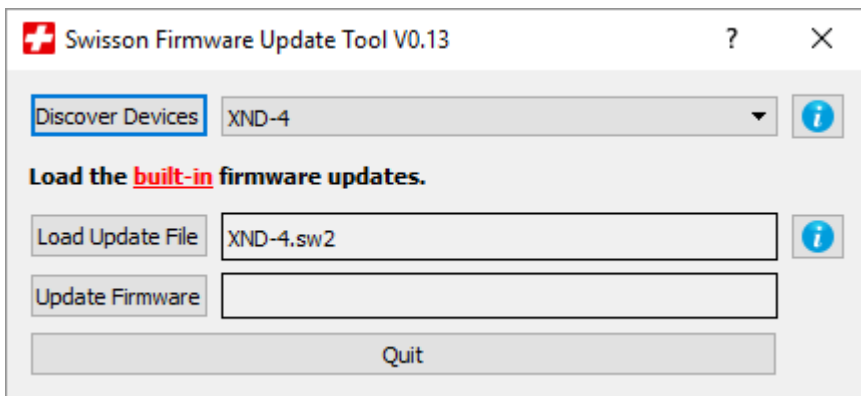 Swisson Firmware Update Tool V0.13 ?
Discover Devices XND-4 i
Load the built-in firmware updates.
Load Update File XND-4.sw2 i
Update Firmware
Quit